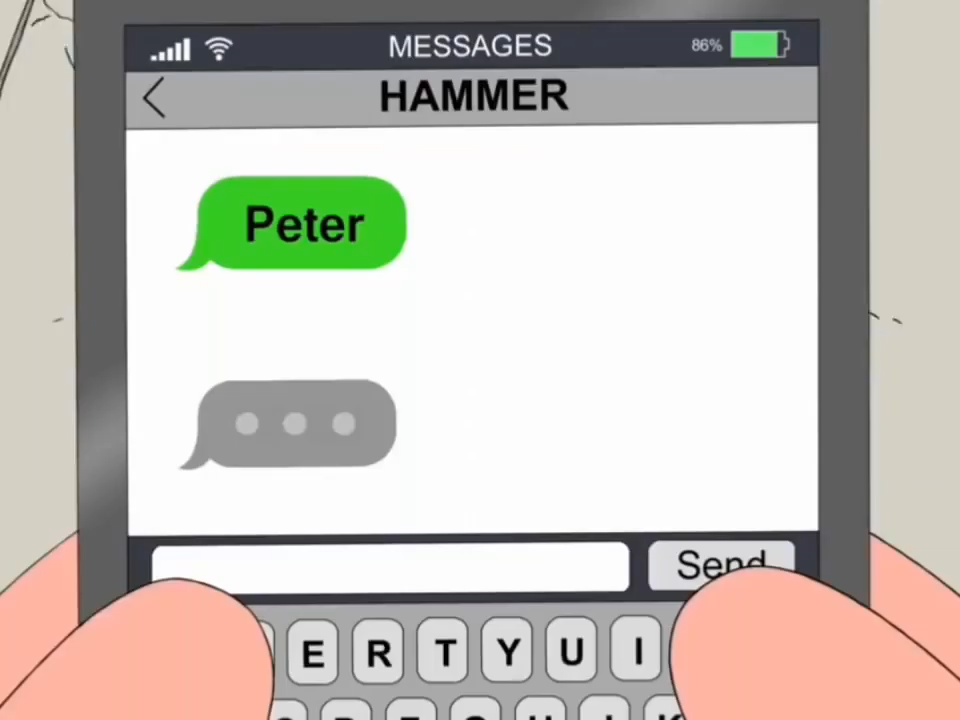 MESSAGES 86%
HAMMER
Peter
Send
E R T Y U I